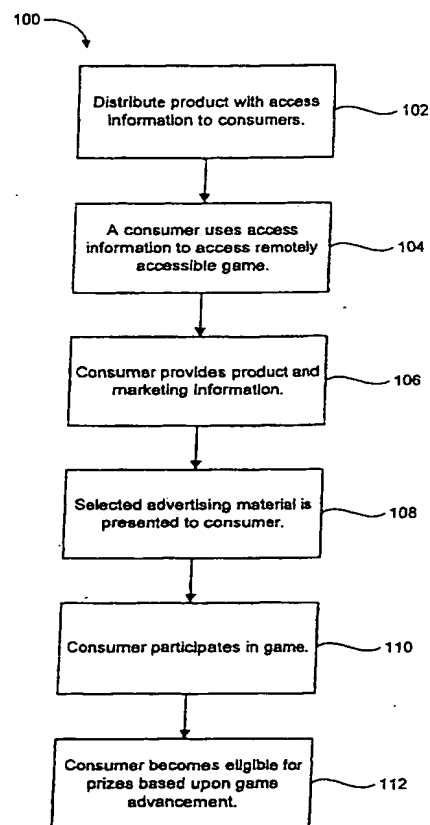 100
Distribute product with access
information to consumers.
102
A consumer uses access
information to access remotely
accessible game.
104
Consumer provides product and
marketing information.
106
Selected advertising material is
presented to consumer.
108
Consumer participates in game.
110
Consumer becomes eligible for
prizes based upon game
advancement.
112